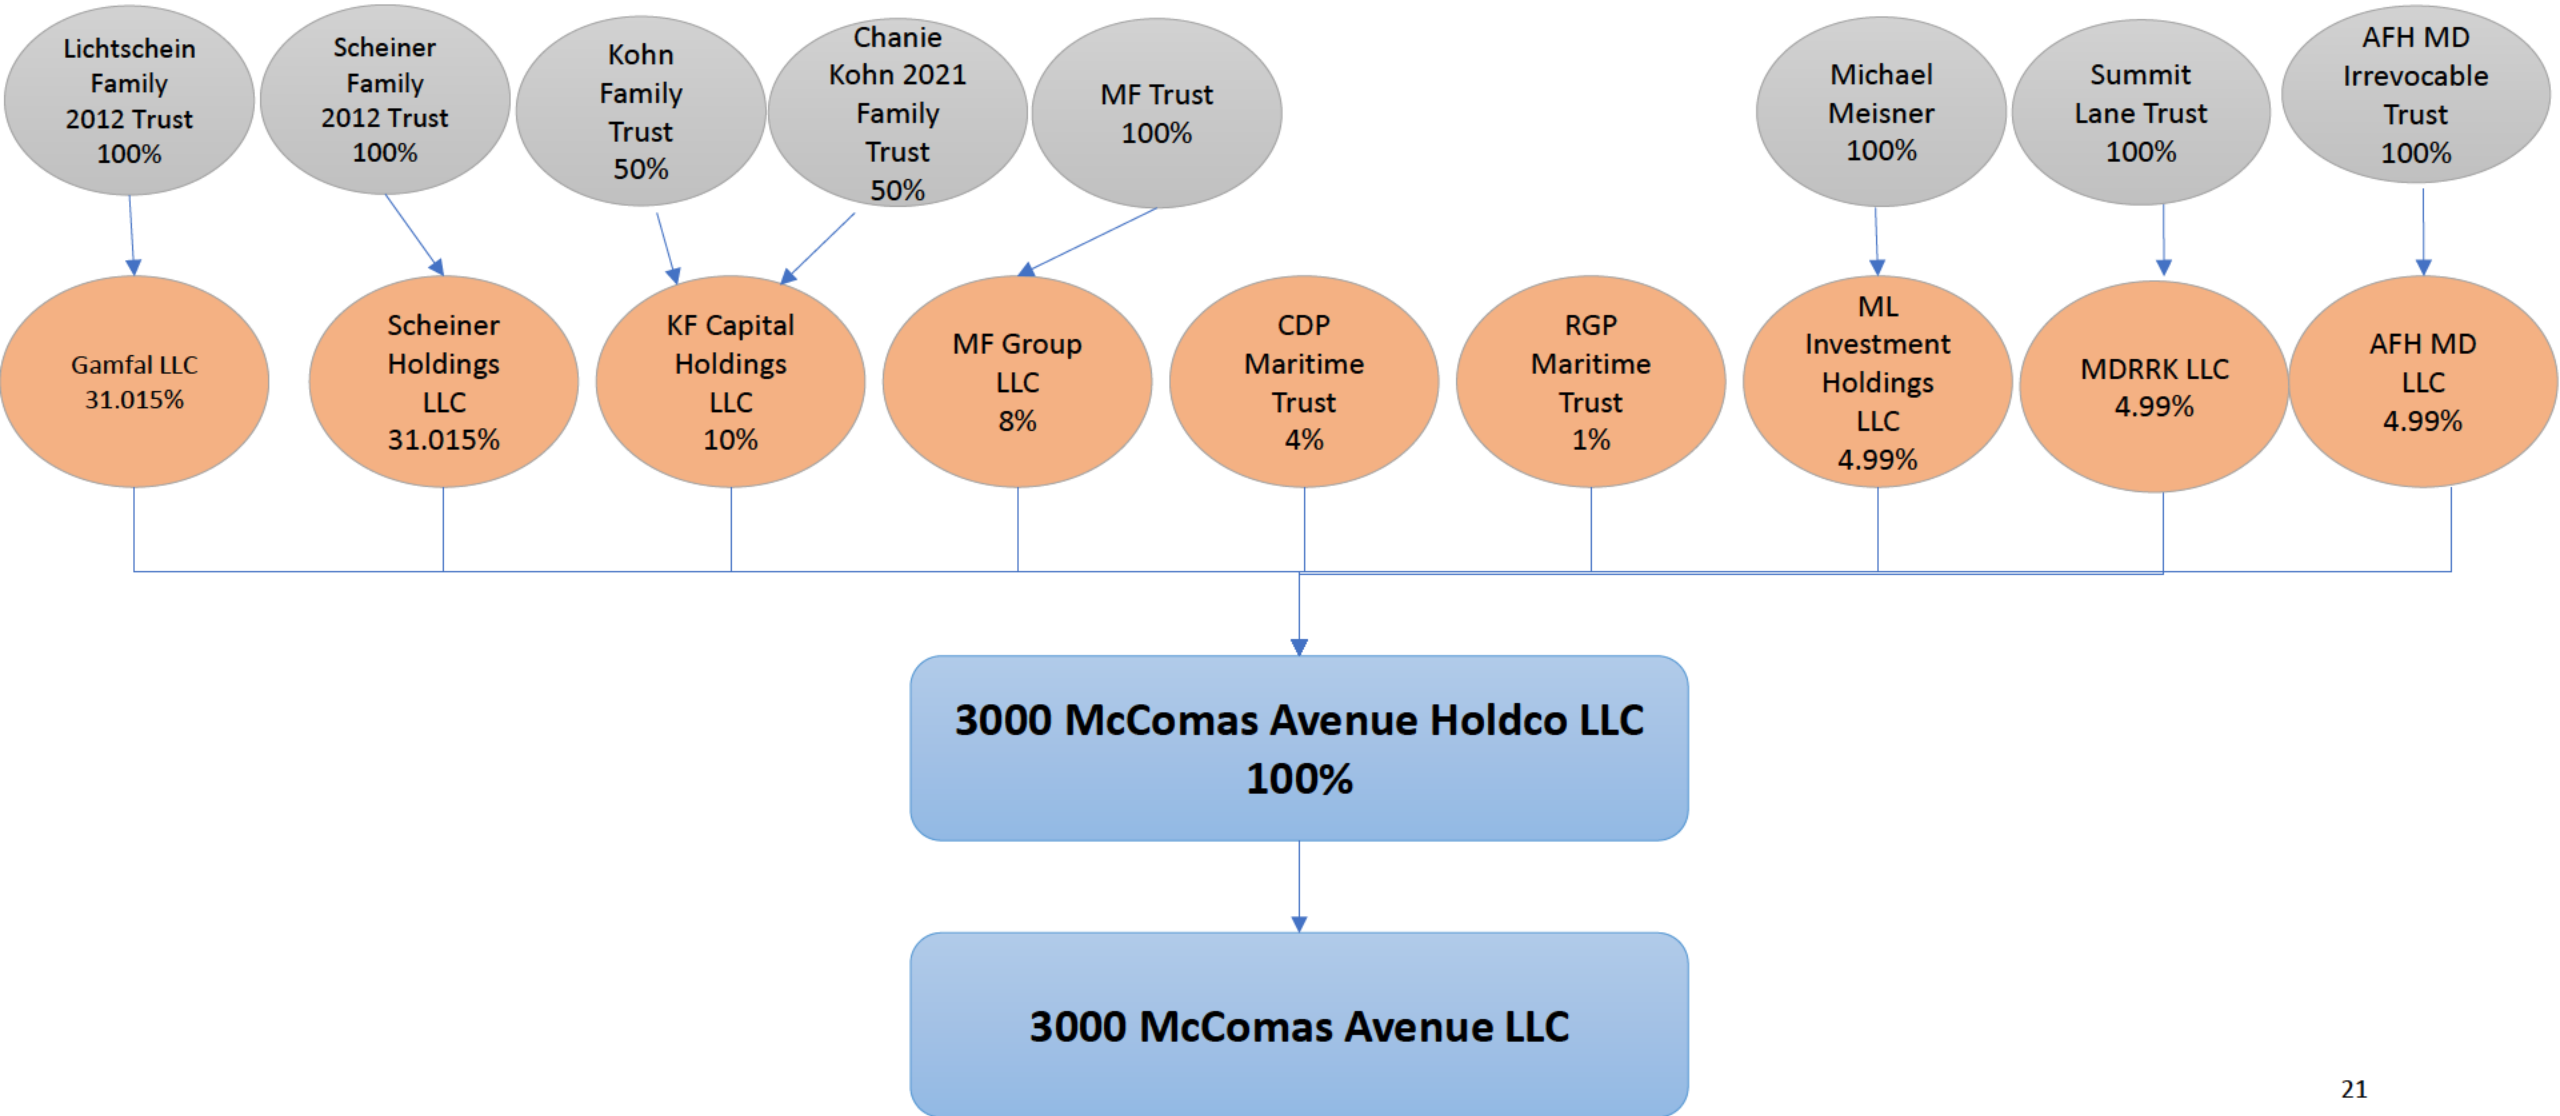 Lichtschein
Family
2012 Trust
100%
Scheiner
Family
2012 Trust
100%
Kohn
Family
Trust
50%
Chanie
Kohn 2021
Family
Trust
50%
MF Trust
100%
Michael
Meisner
100%
Summit
Lane Trust
100%
AFH MD
Irrevocable
Trust
100%
Gamfal LLC
31.015%
Scheiner
Holdings
LLC
31.015%
KF Capital
Holdings
LLC
10%
MF Group
LLC
8%
CDP
Maritime
Trust
4%
RGP
Maritime
Trust
1%
ML
Investment
Holdings
LLC
4.99%
MDRRK LLC
4.99%
AFH MD
LLC
4.99%
3000 McComas Avenue Holdco LLC
100%
3000 McComas Avenue LLC
21